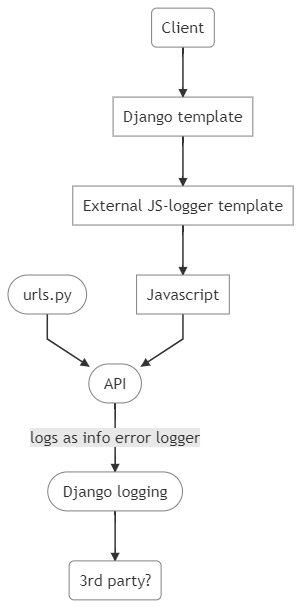 Client
Django template
External JS-logger template
urls.py
Javascript
API
logs as info error logger
Django logging
3rd party?